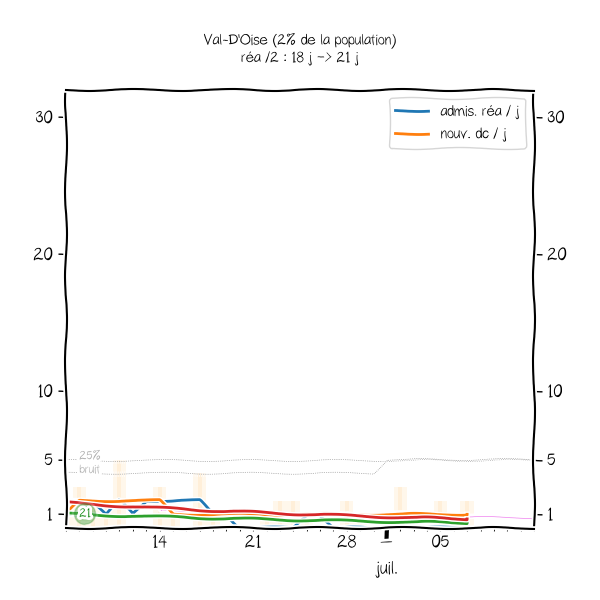 Val-D'Oise (2% de la population)
réa /2 : 18 j -> 21 j
admis. réa / j
nouv. dc / j
30
30
20
20
10
10
25%
5
5
bruit
21
1
1
14
21
28
1
05
juil.